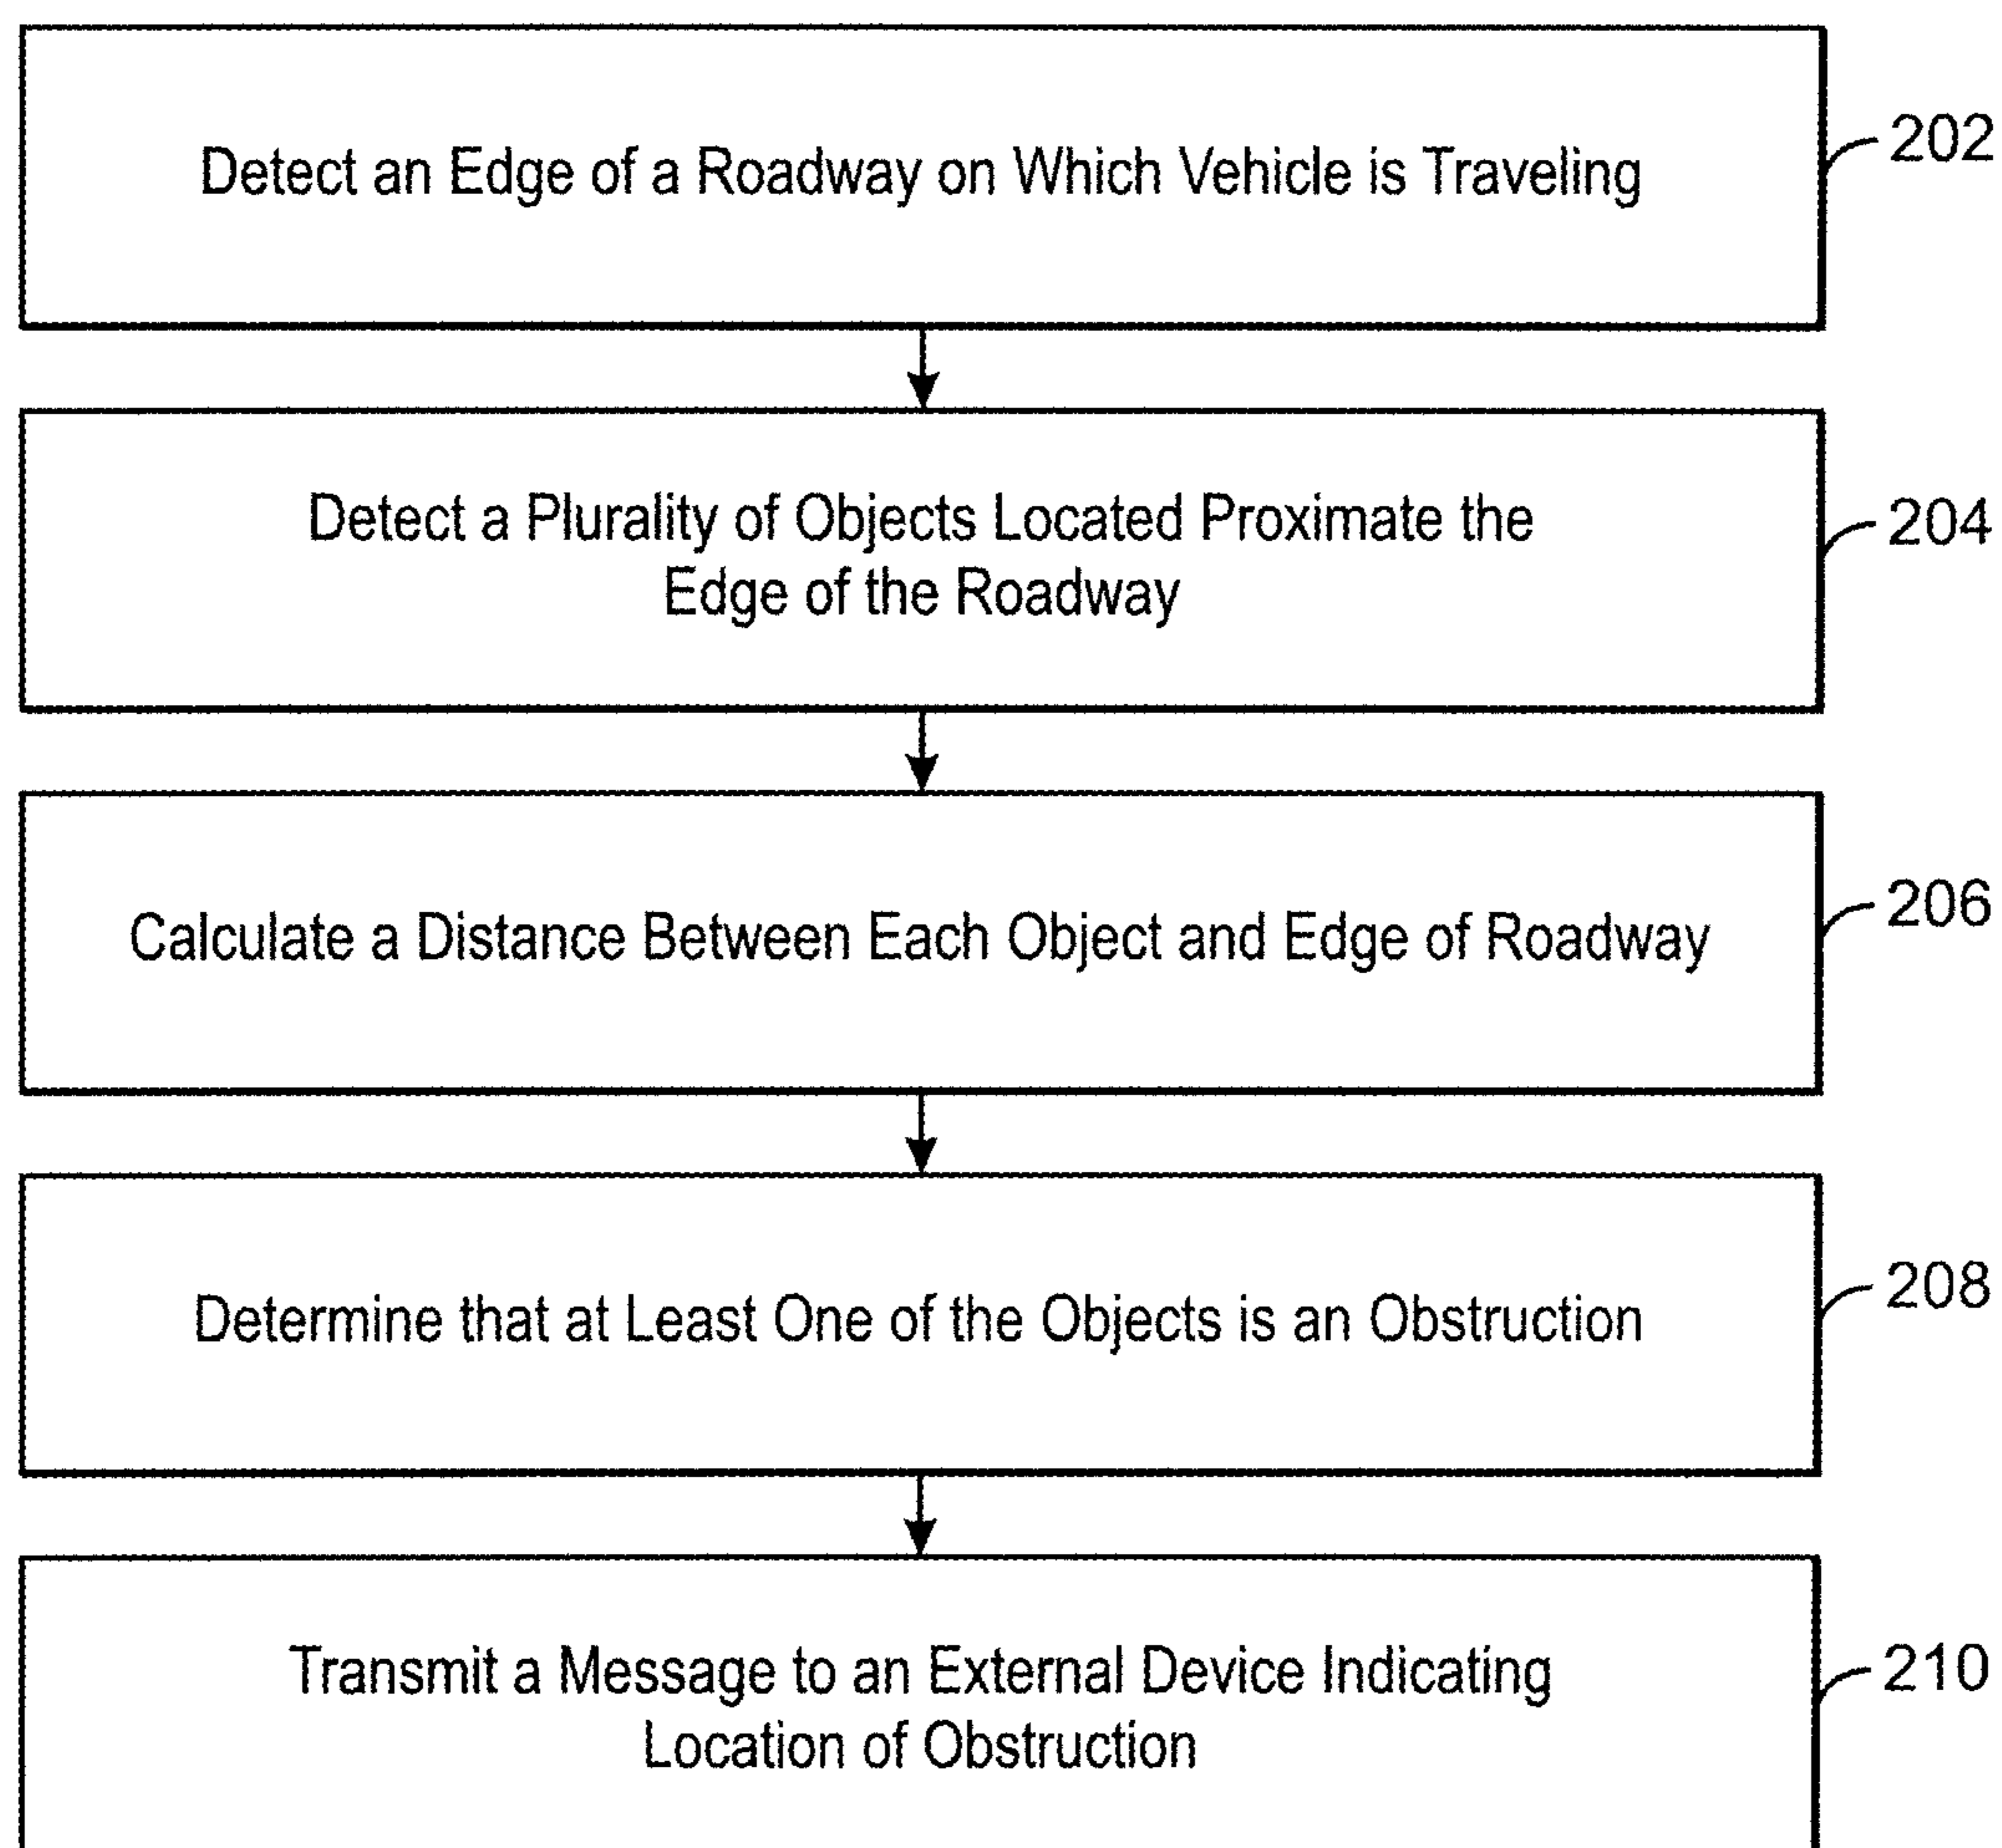 Detect an Edge of a Roadway on Which Vehicle is Traveling
202
Detect a Plurality of Objects Located Proximate the
Edge of the Roadway
204
Calculate a Distance Between Each Object and Edge of Roadway
206
Determine that at Least One of the Objects is an Obstruction
208
Transmit a Message to an External Device Indicating
Location of Obstruction
210